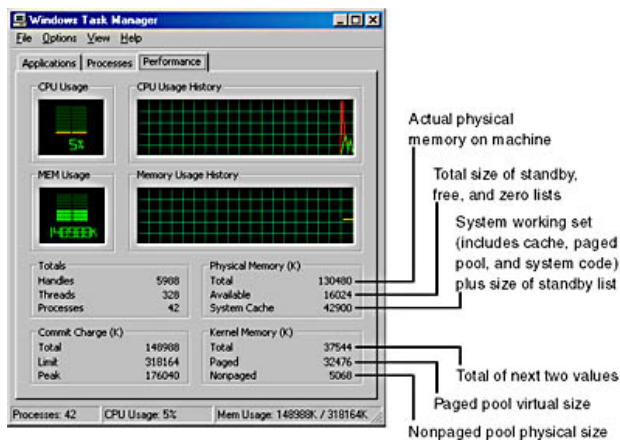 Windows Task Manager
File Options View Help
Applications Processes Performance
CPU Usage
CPU Usage History
5%
MEM Usage
Memory Usage History
148988K
Totals
Handles 5988
Threads 328
Processes 42
Physical Memory (K)
Total 130480
Available 16024
System Cache 42900
Commit Charge (K)
Total 148988
Limit 318164
Peak 176040
Kernel Memory (K)
Total 37544
Paged 32476
Nonpaged 5068
Processes: 42 CPU Usage: 5% Mem Usage: 148988K / 318164K
Actual physical
memory on machine
Total size of standby,
free, and zero lists
System working set
(includes cache, paged
pool, and system code)
plus size of standby list
Total of next two values
Paged pool virtual size
Nonpaged pool physical size